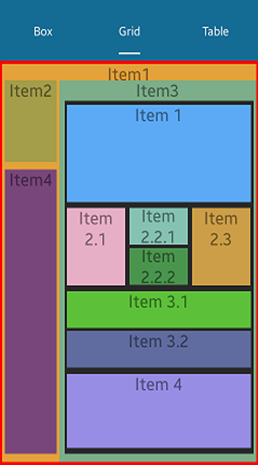 Box Grid Table
Item1
Item2
Item3
Item 1
Item4
Item
2.1
Item
2.2.1
Item
2.2.2
Item
2.3
Item 3.1
Item 3.2
Item 4